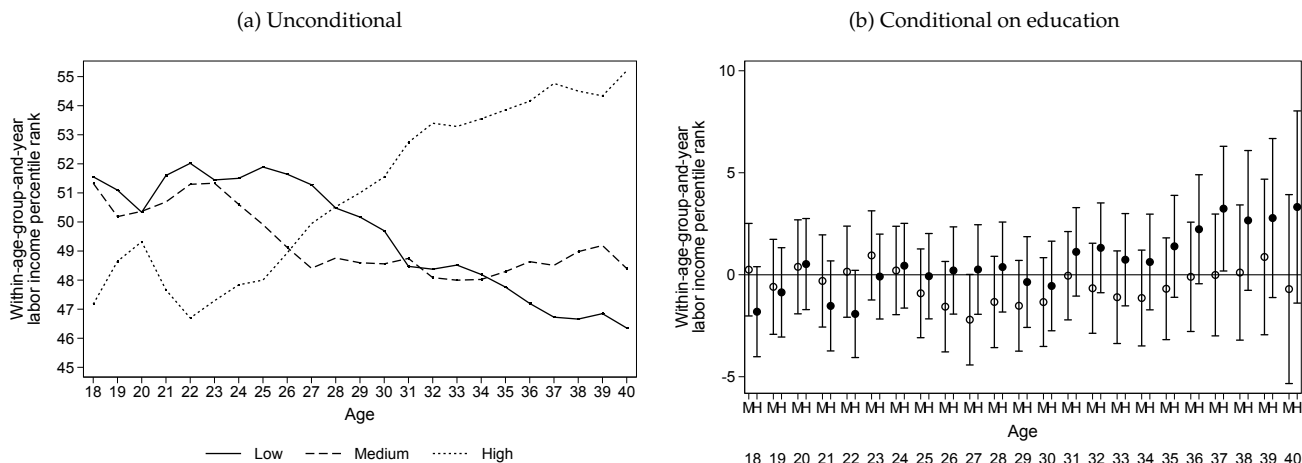 (a) Unconditional
Within-age-group-and-year
labor income percentile rank
55
54
53
52
51
50
49
48
47
46
45
18 19 20 21 22 23 24 25 26 27 28 29 30 31 32 33 34 35 36 37 38 39 40
Age
Low Medium High
(b) Conditional on education
Within-age-group-and-year
labor income percentile rank
10
5
0
-5
MH MH MH MH MH MH MH MH MH MH MH MH MH MH MH MH MH MH MH MH MH MH MH
Age
18 19 20 21 22 23 24 25 26 27 28 29 30 31 32 33 34 35 36 37 38 39 40